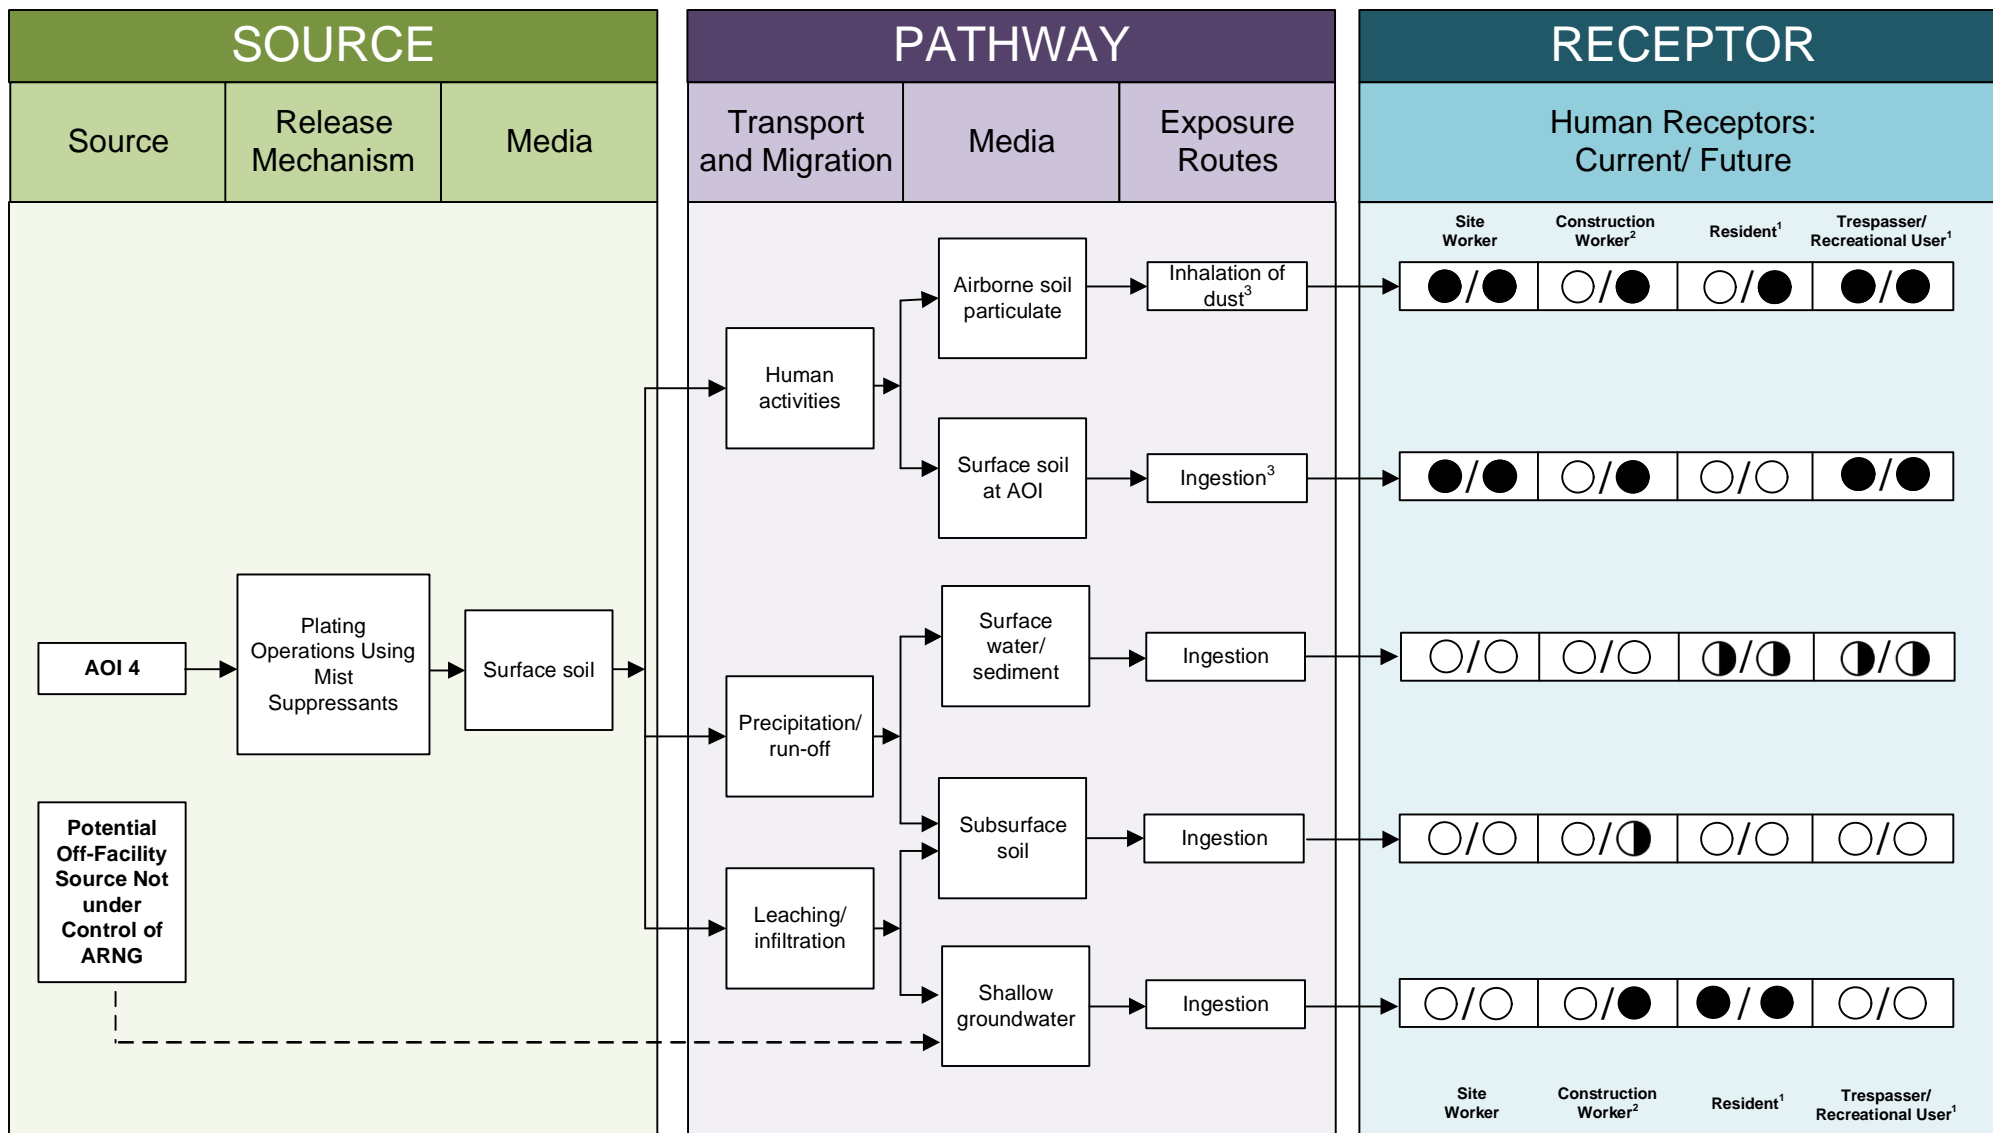 SOURCE
PATHWAY
RECEPTOR
Source
Release
Mechanism
Media
Transport
and Migration
Media
Exposure
Routes
Human Receptors:
Current/ Future
Site
Worker
Construction
Worker²
Resident¹
Trespasser/
Recreational User¹
Airborne soil
particulate
Inhalation of
dust³
/
/
/
/
Human
activities
Surface soil
at AOI
Ingestion³
/
/
/
/
AOI 4
Plating
Operations Using
Mist
Suppressants
Surface soil
Surface
water/
sediment
Ingestion
/
/
/
/
Precipitation/
run-off
Potential
Off-Facility
Source Not
under
Control of
ARNG
Subsurface
soil
Ingestion
/
/
/
/
Leaching/
infiltration
Shallow
groundwater
Ingestion
/
/
/
/
Site
Worker
Construction
Worker²
Resident¹
Trespasser/
Recreational User¹